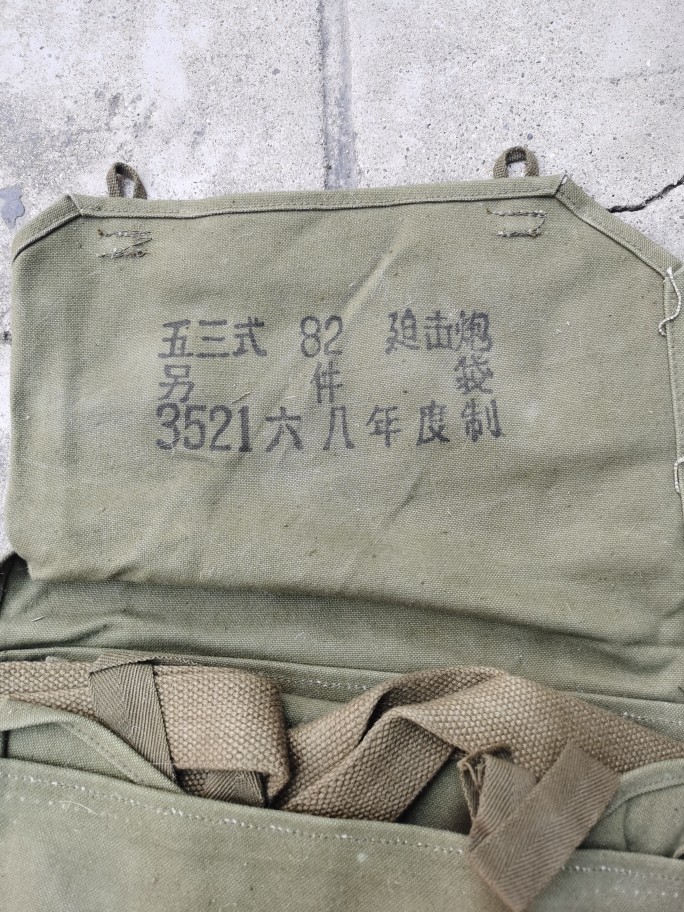 五三式 82 迫击炮
另件袋
3521六八年度制